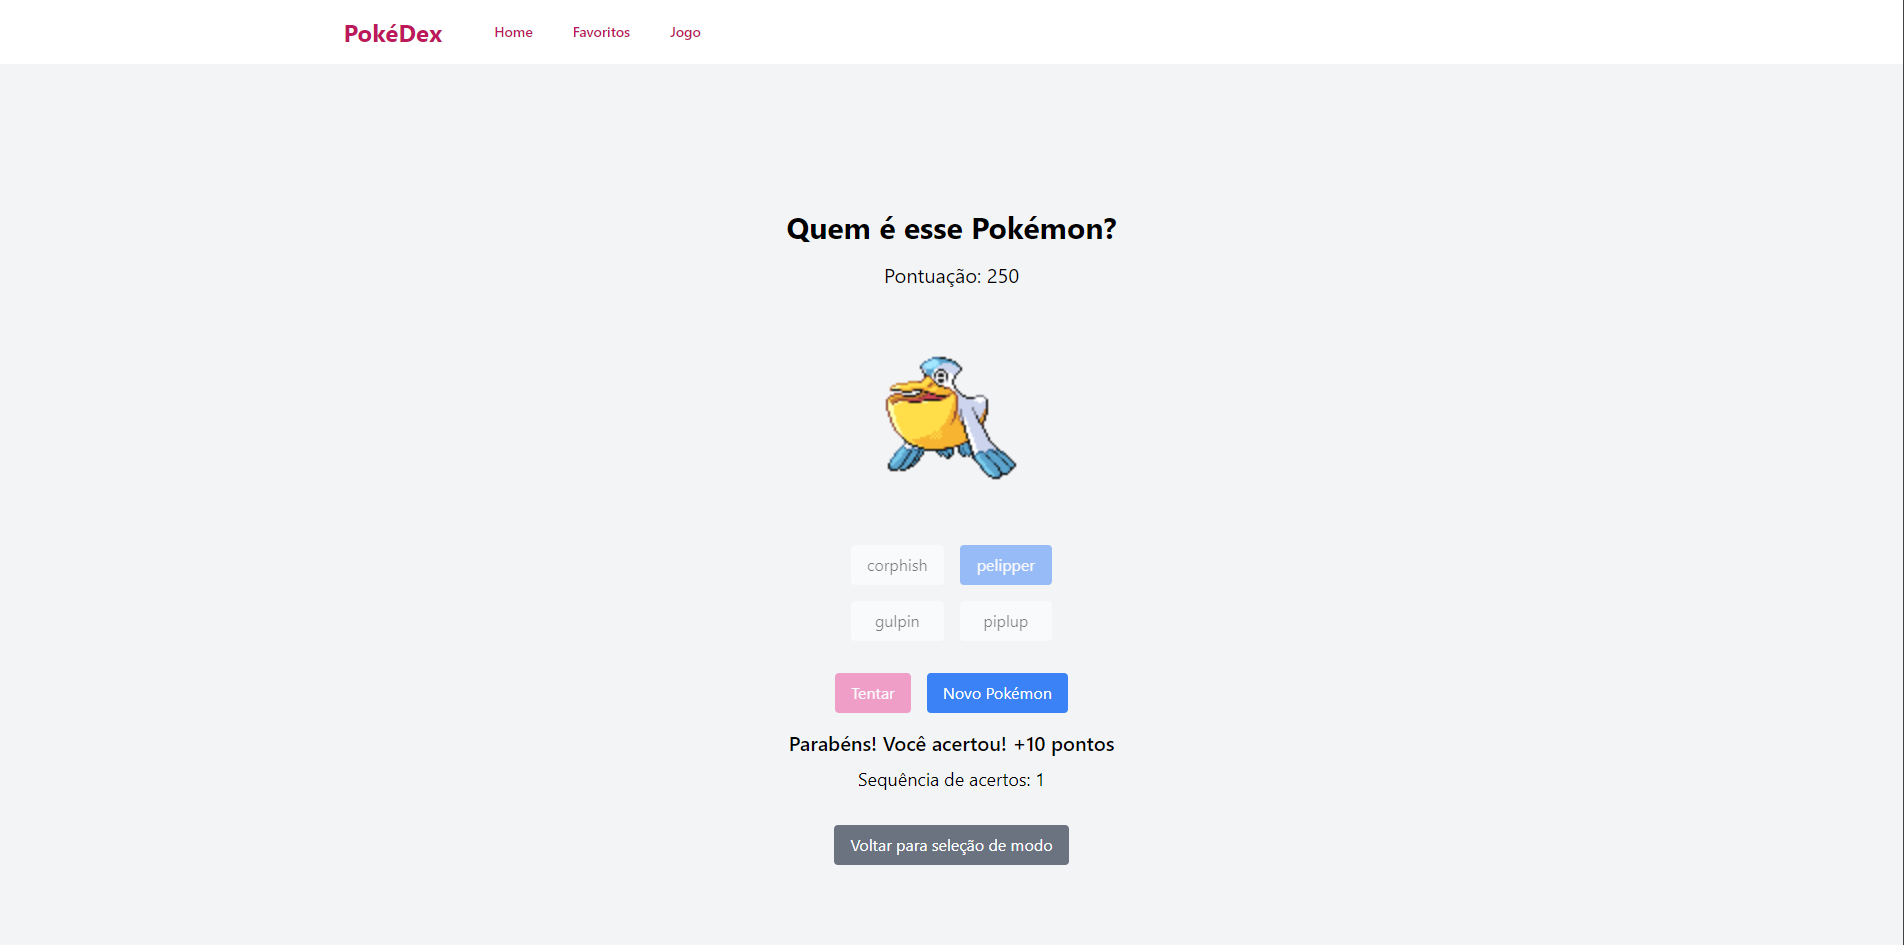 PokéDex Home Favoritos Jogo
Quem é esse Pokémon?
Pontuação: 250
corphish pelipper
gulpin piplup
Tentar Novo Pokémon
Parabéns! Você acertou! +10 pontos
Sequência de acertos: 1
Voltar para seleção de modo